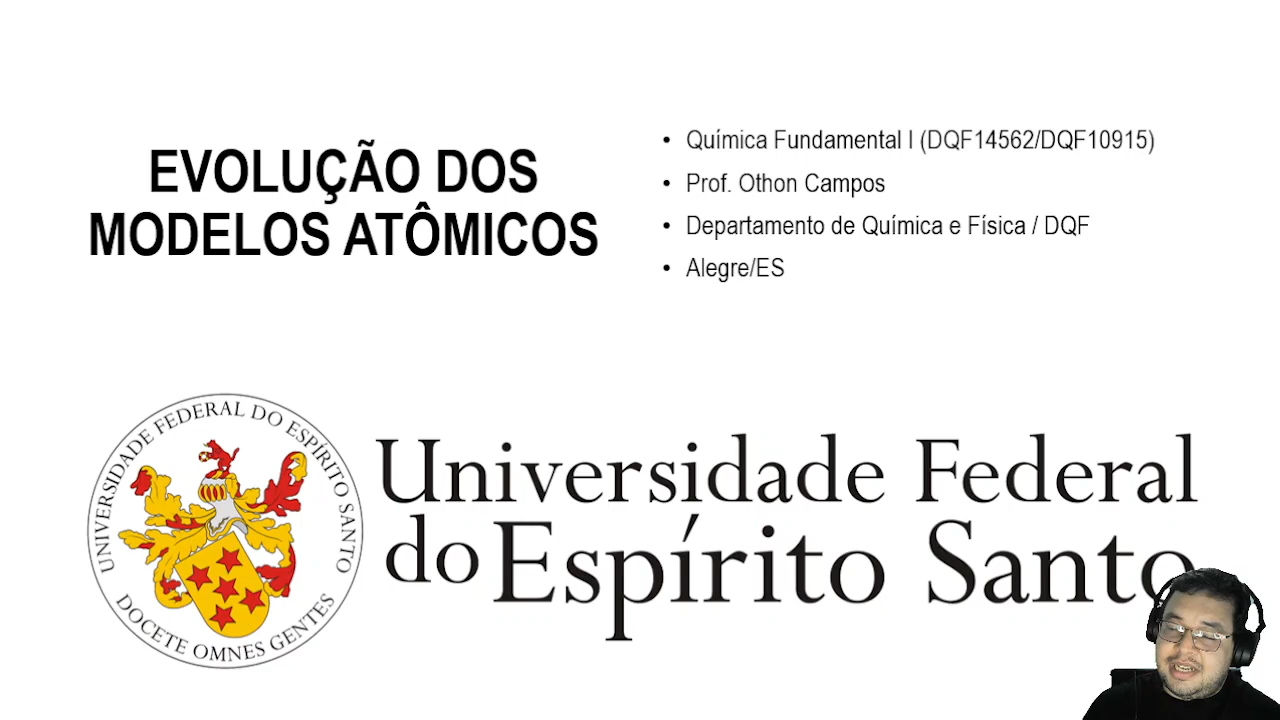 EVOLUÇÃO DOS
MODELOS ATÔMICOS
• Química Fundamental I (DQF14562/DQF10915)
• Prof. Othon Campos
• Departamento de Química e Física / DQF
• Alegre/ES
UNIVERSIDADE FEDERAL DO ESPÍRITO SANTO
DOCETE OMNES GENTES
Universidade Federal
do Espírito Santo